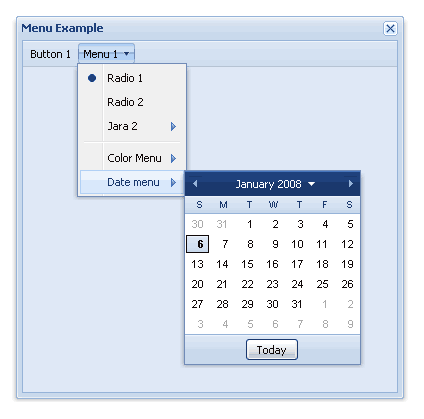 Menu Example
Button 1 Menu 1
Radio 1
Radio 2
Jara 2
Color Menu
Date menu
January 2008
S M T W T F S
30 31 1 2 3 4 5
6 7 8 9 10 11 12
13 14 15 16 17 18 19
20 21 22 23 24 25 26
27 28 29 30 31 1 2
3 4 5 6 7 8 9
Today